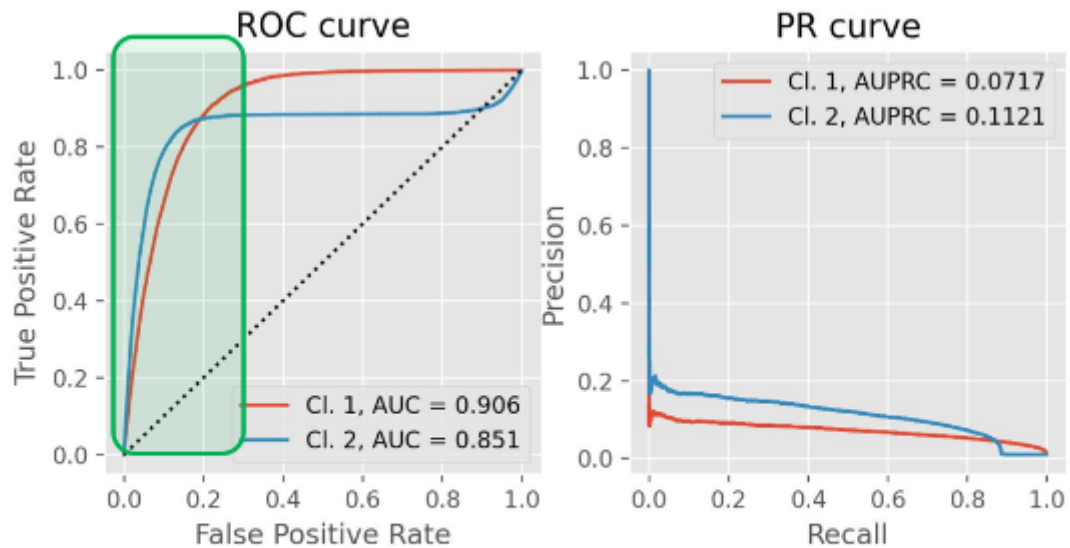 ROC curve
1.0
0.8
0.6
0.4
0.2
0.0
True Positive Rate
Cl. 1, AUC = 0.906
Cl. 2, AUC = 0.851
0.0 0.2 0.4 0.6 0.8 1.0
False Positive Rate
PR curve
1.0
0.8
0.6
0.4
0.2
0.0
Precision
Cl. 1, AUPRC = 0.0717
Cl. 2, AUPRC = 0.1121
0.0 0.2 0.4 0.6 0.8 1.0
Recall